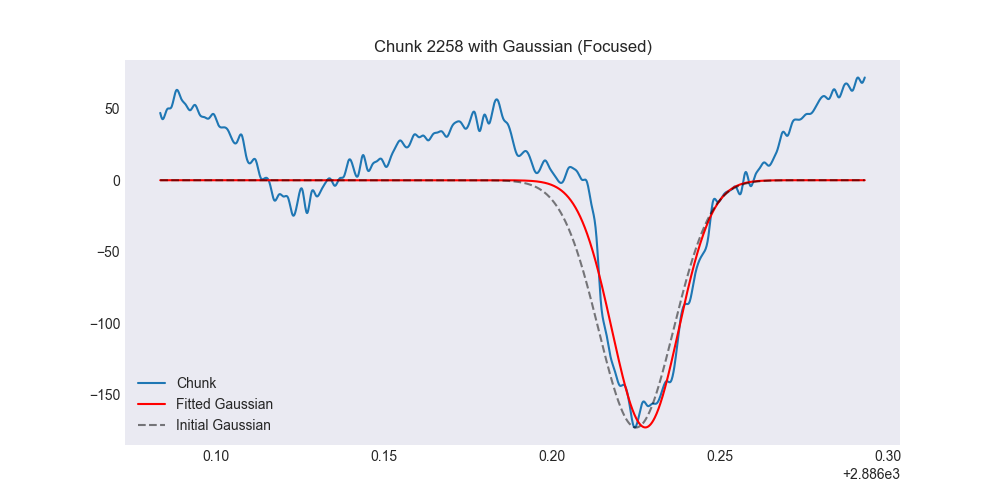 Chunk 2258 with Gaussian (Focused)
50
0
−50
−100
−150
Chunk
Fitted Gaussian
Initial Gaussian
0.10 0.15 0.20 0.25 0.30
+2.886e3